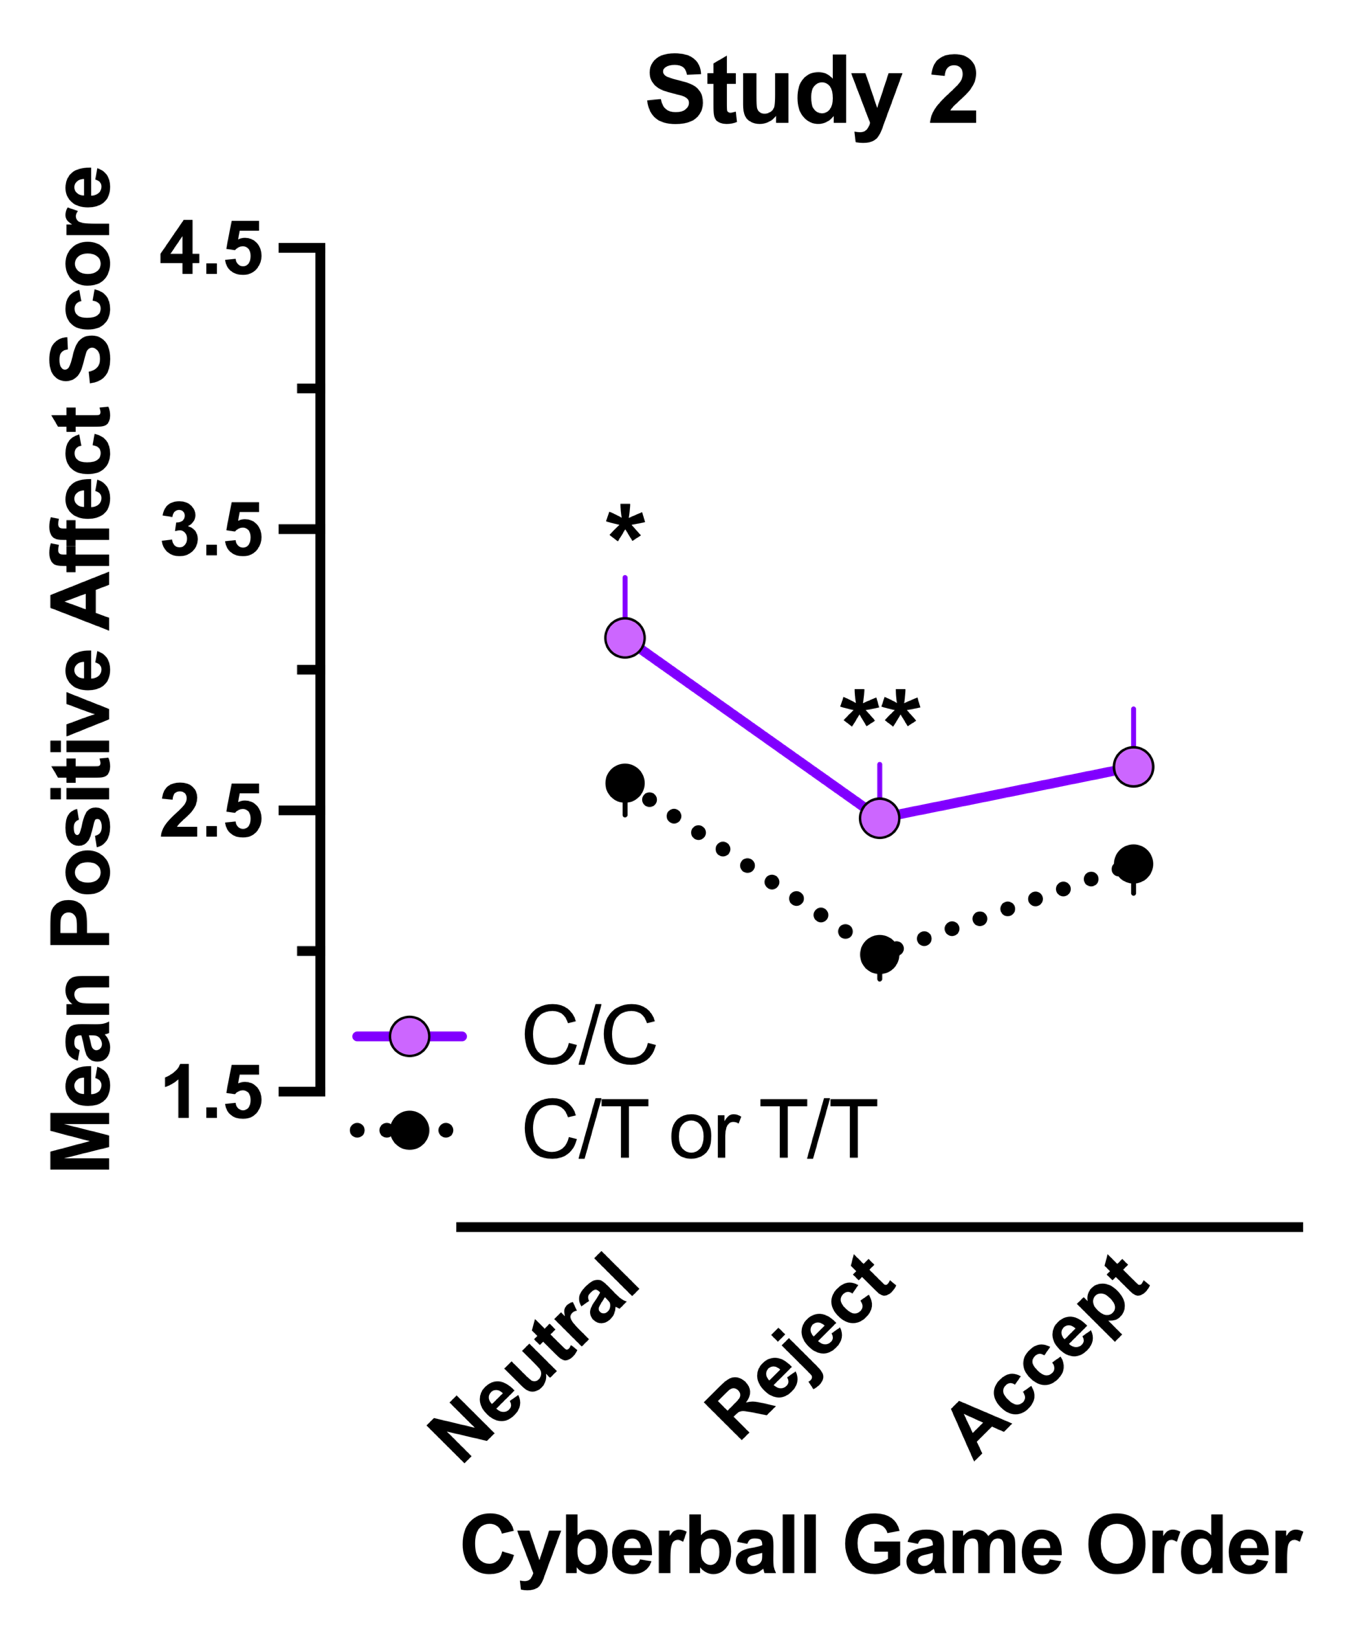 Study 2
Mean Positive Affect Score
4.5
3.5
2.5
1.5
*
**
C/C
C/T or T/T
Neutral
Reject
Accept
Cyberball Game Order